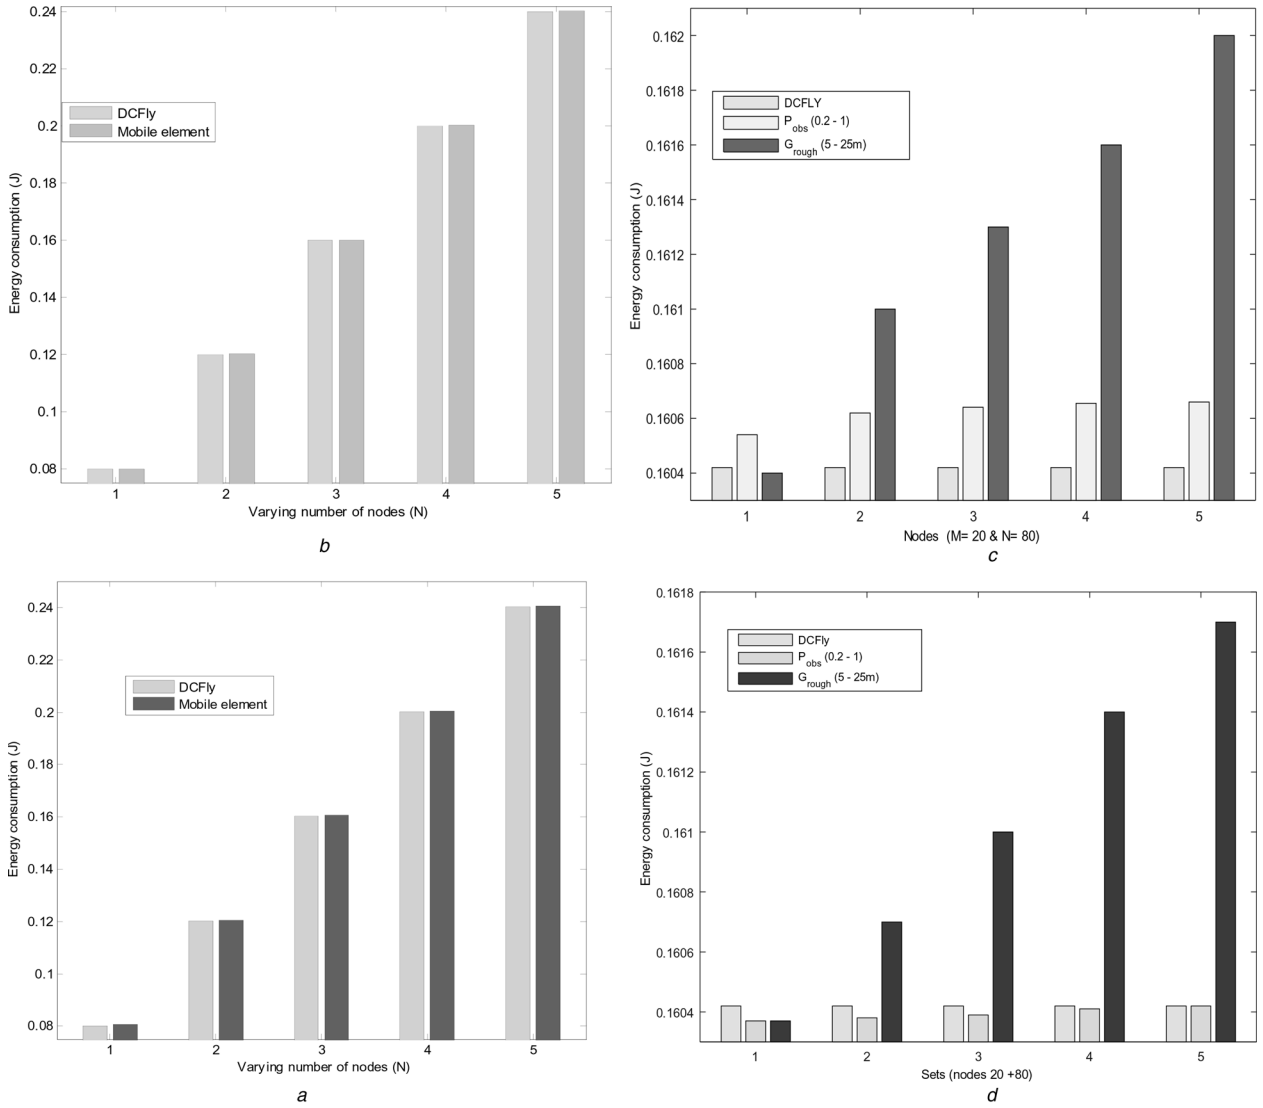 0.24
0.22
0.2
0.18
0.16
0.14
0.12
0.1
0.08
Energy consumption (J)
DCFly
Mobile element
1 2 3 4 5
Varying number of nodes (N)
b
0.162
0.1618
0.1616
0.1614
0.1612
0.161
0.1608
0.1606
0.1604
Energy consumption (J)
DCFLY
Pobs (0.2 - 1)
Grough (5 - 25m)
1 2 3 4 5
Nodes (M= 20 & N= 80)
c
0.24
0.22
0.2
0.18
0.16
0.14
0.12
0.1
0.08
Energy consumption (J)
DCFly
Mobile element
1 2 3 4 5
Varying number of nodes (N)
a
0.1618
0.1616
0.1614
0.1612
0.161
0.1608
0.1606
0.1604
Energy consumption (J)
DCFly
Pobs (0.2 - 1)
Grough (5 - 25m)
1 2 3 4 5
Sets (nodes 20 +80)
d